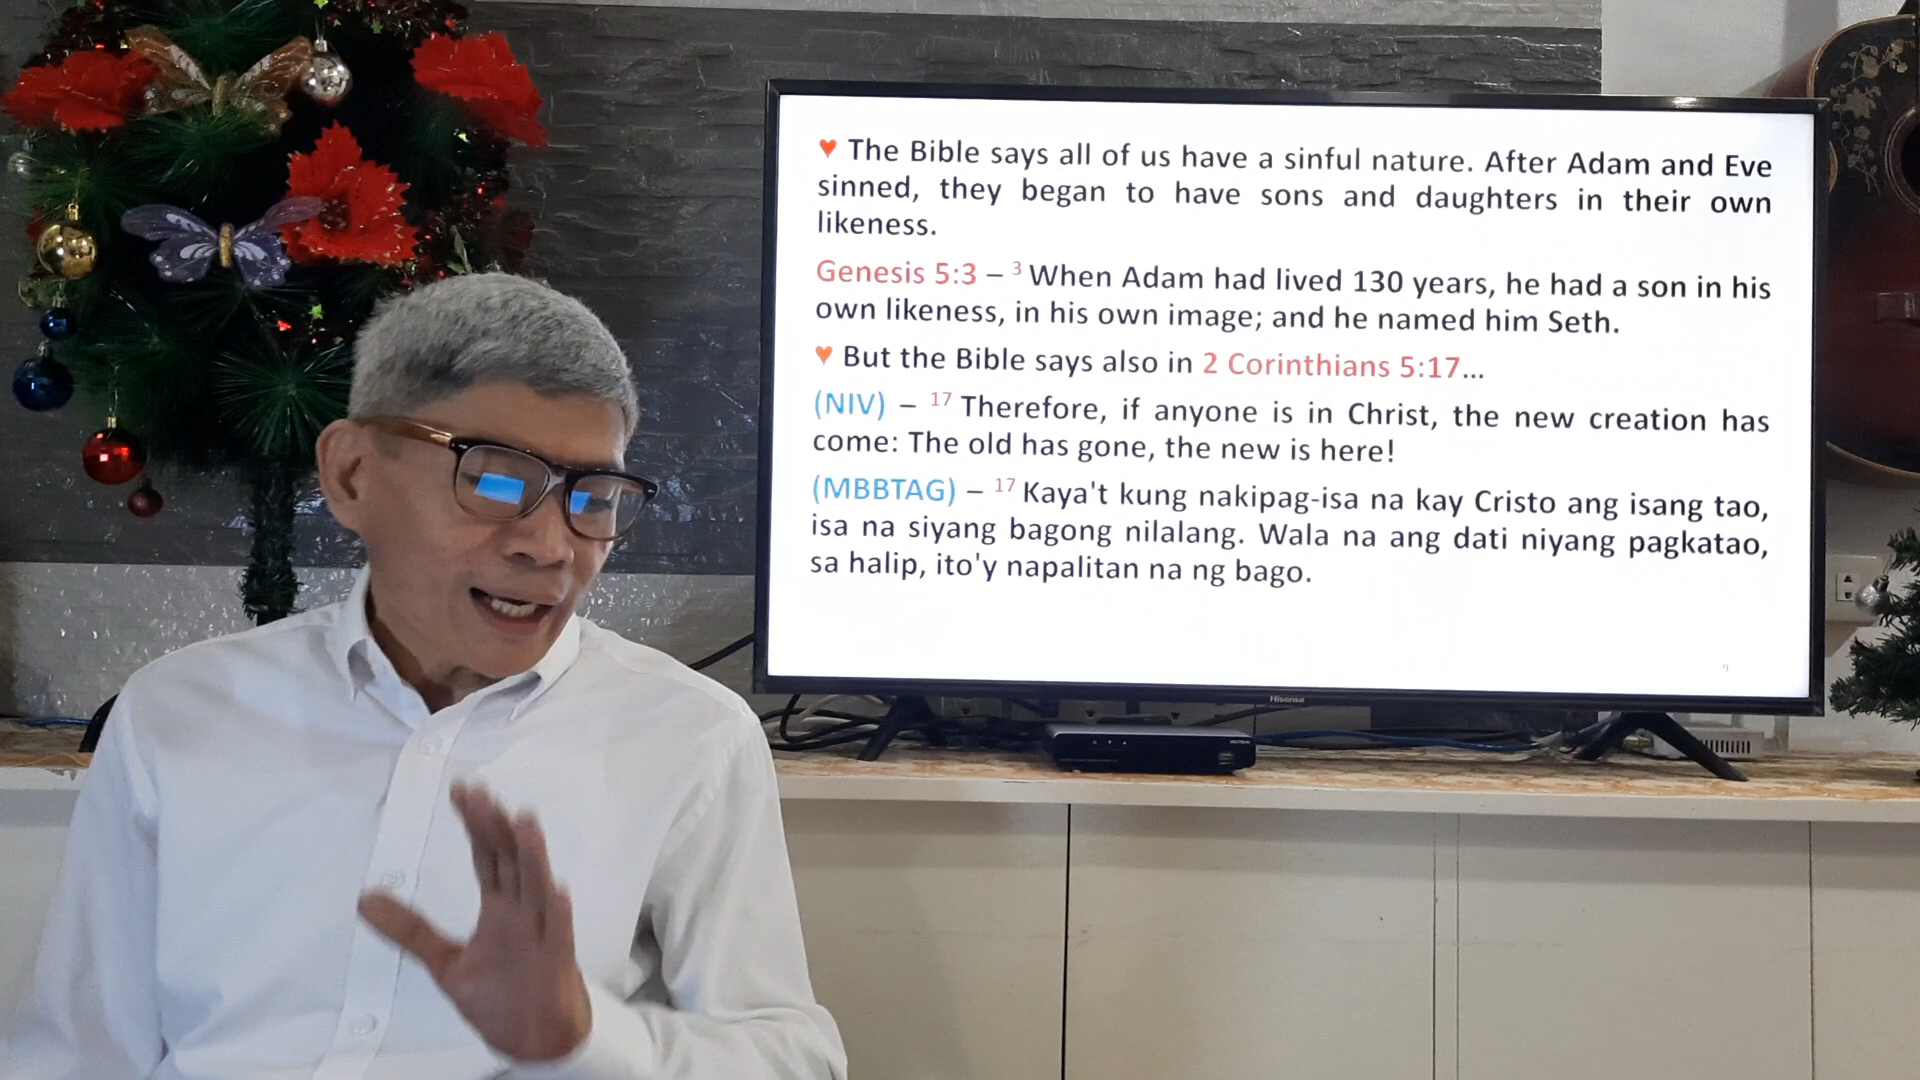 ♥ The Bible says all of us have a sinful nature. After Adam and Eve
sinned, they began to have sons and daughters in their own
likeness.
Genesis 5:3 – ³ When Adam had lived 130 years, he had a son in his
own likeness, in his own image; and he named him Seth.
♥ But the Bible says also in 2 Corinthians 5:17...
(NIV) – ¹⁷ Therefore, if anyone is in Christ, the new creation has
come: The old has gone, the new is here!
(MBBTAG) – ¹⁷ Kaya't kung nakipag-isa na kay Cristo ang isang tao,
isa na siyang bagong nilalang. Wala na ang dati niyang pagkatao,
sa halip, ito'y napalitan na ng bago.
9
Hisense